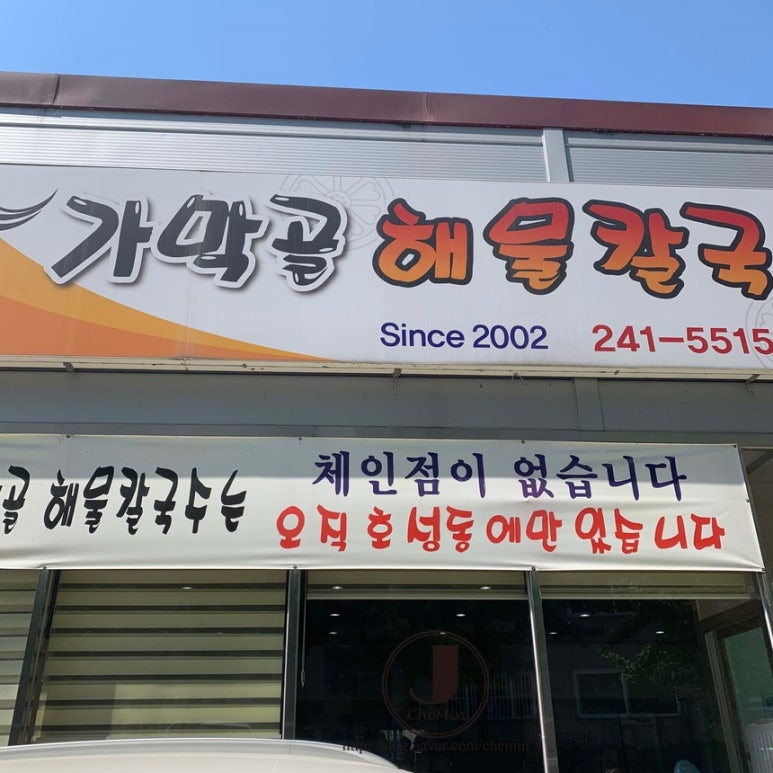 가막골 해물칼국
Since 2002 241-5515
골 해물칼국수는 체인점이 없습니다
오직 호성동에만 있습니다
J
CheMin